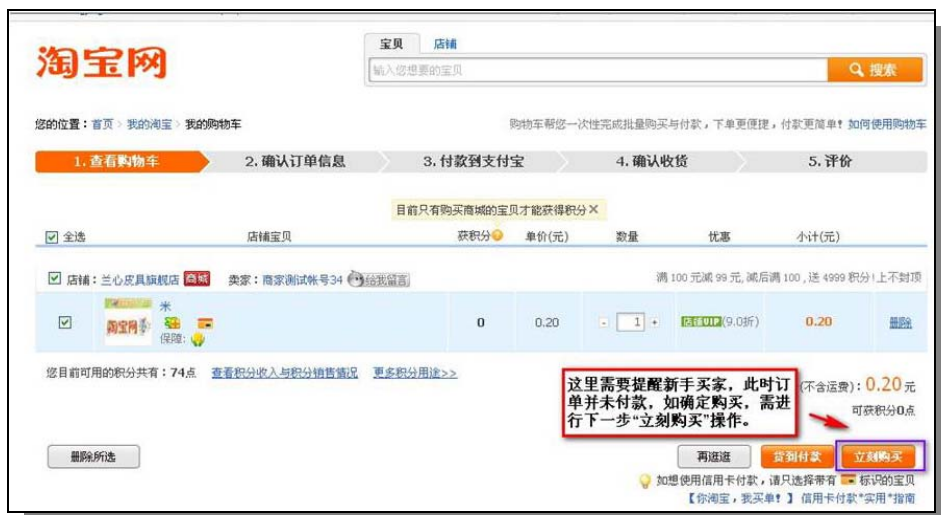 淘宝网
宝贝 店铺
输入您想要的宝贝
搜索
您的位置：首页 > 我的淘宝 > 我的购物车
购物车帮您一次性完成批量购买与付款，下单更便捷，付款更简单！如何使用购物车
1. 查看购物车 2. 确认订单信息 3. 付款到支付宝 4. 确认收货 5. 评价
目前只有购买商城的宝贝才能获得积分×
全选 店铺宝贝 获积分 单价(元) 数量 优惠 小计(元)
店铺：兰心皮具旗舰店 商城 卖家：商家测试帐号34 给我留言 满 100 元减 99 元, 减后满 100 , 送 4999 积分! 上不封顶
淘宝网 米
保障:
0 0.20 - 1 + 店铺VIP(9.0折) 0.20 删除
您目前可用的积分共有：74点 查看积分收入与积分销售情况 更多积分用途>>
这里需要提醒新手买家，此时订
单并未付款，如确定购买，需进
行下一步“立刻购买”操作。
(不含运费)：0.20 元
可获积分0点
删除所选 再逛逛 货到付款 立刻购买
如想使用信用卡付款，请只选择带有 标识的宝贝
【你淘宝，我买单！】 信用卡付款*实用*指南